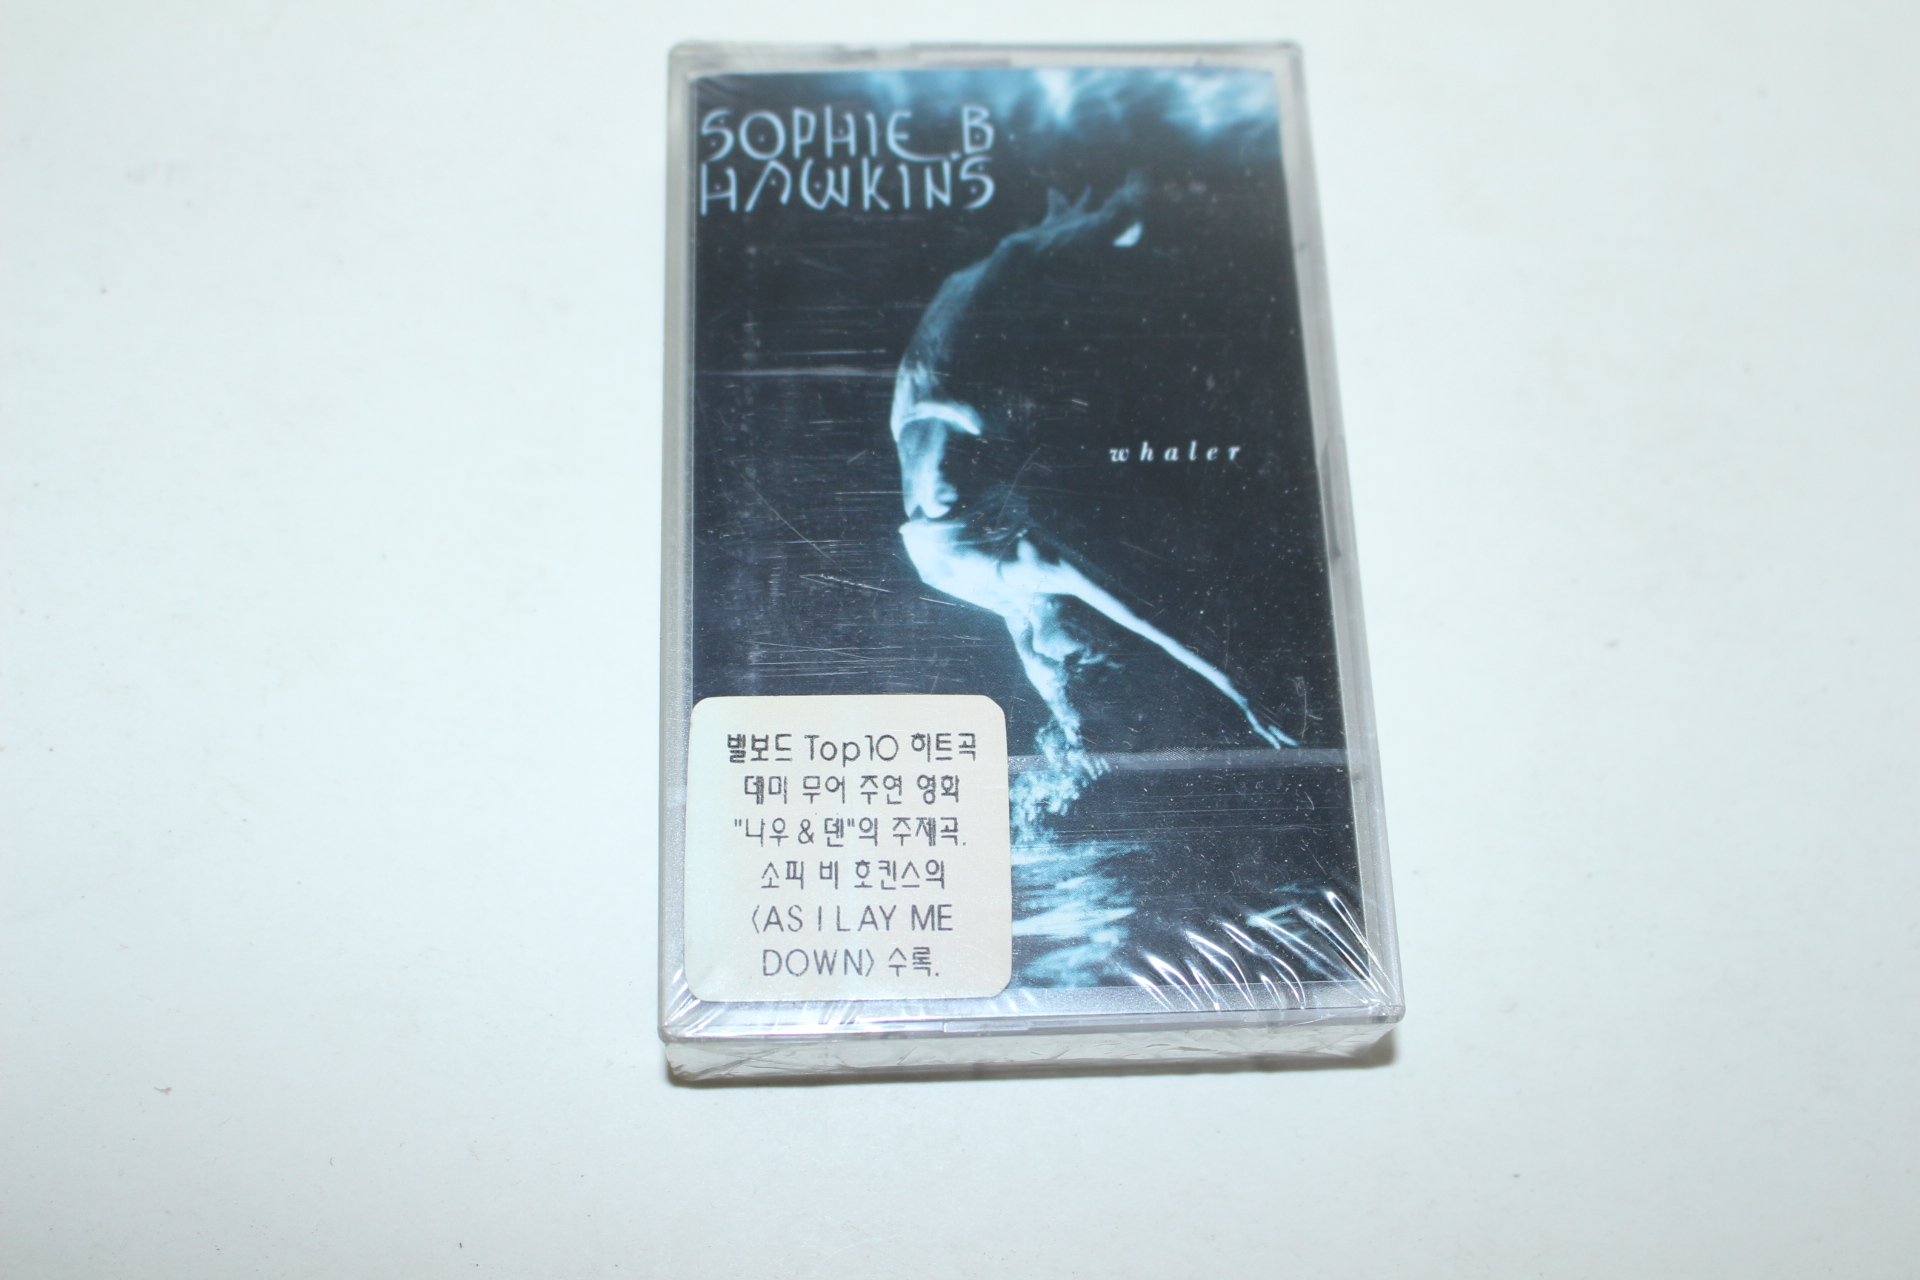 SOPHIE B
HAWKINS
whaler
빌보드 Top10 히트곡
데미 무어 주연 영화
"나우 & 덴"의 주제곡.
소피 비 호킨스의
〈AS I LAY ME
DOWN〉 수록.